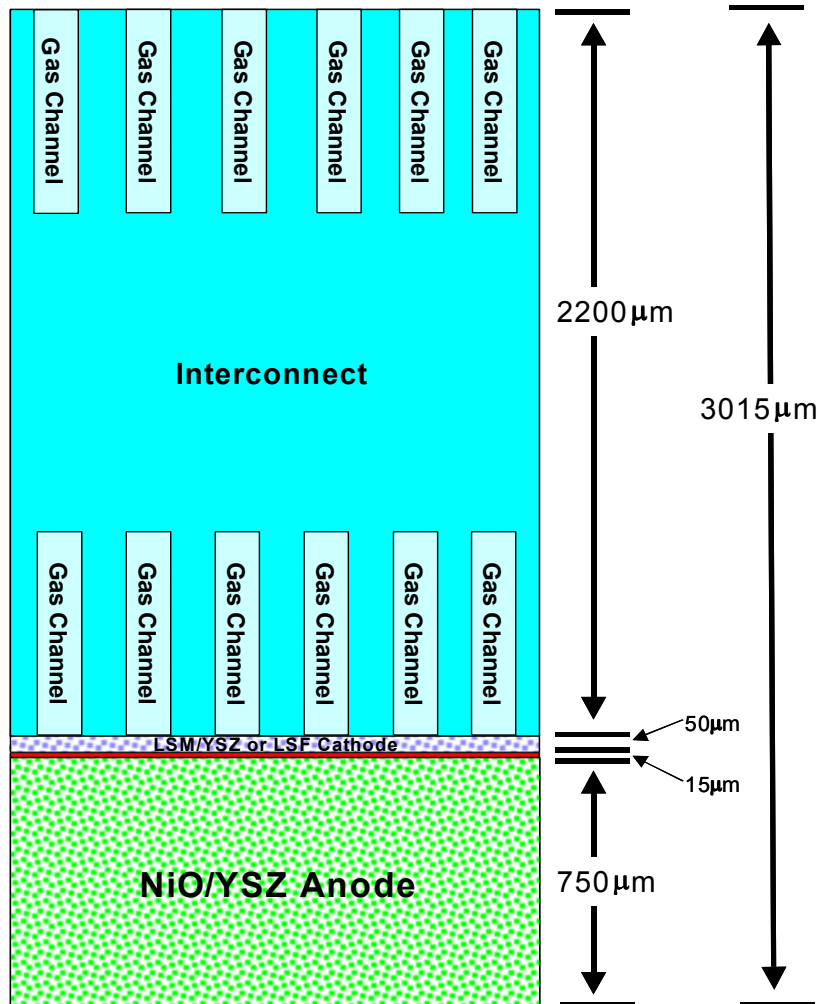 Gas Channel
Gas Channel
Gas Channel
Gas Channel
Gas Channel
Gas Channel
2200μm
Interconnect
3015μm
Gas Channel
Gas Channel
Gas Channel
Gas Channel
Gas Channel
Gas Channel
50μm
LSM/YSZ or LSF Cathode
15μm
NiO/YSZ Anode
750μm